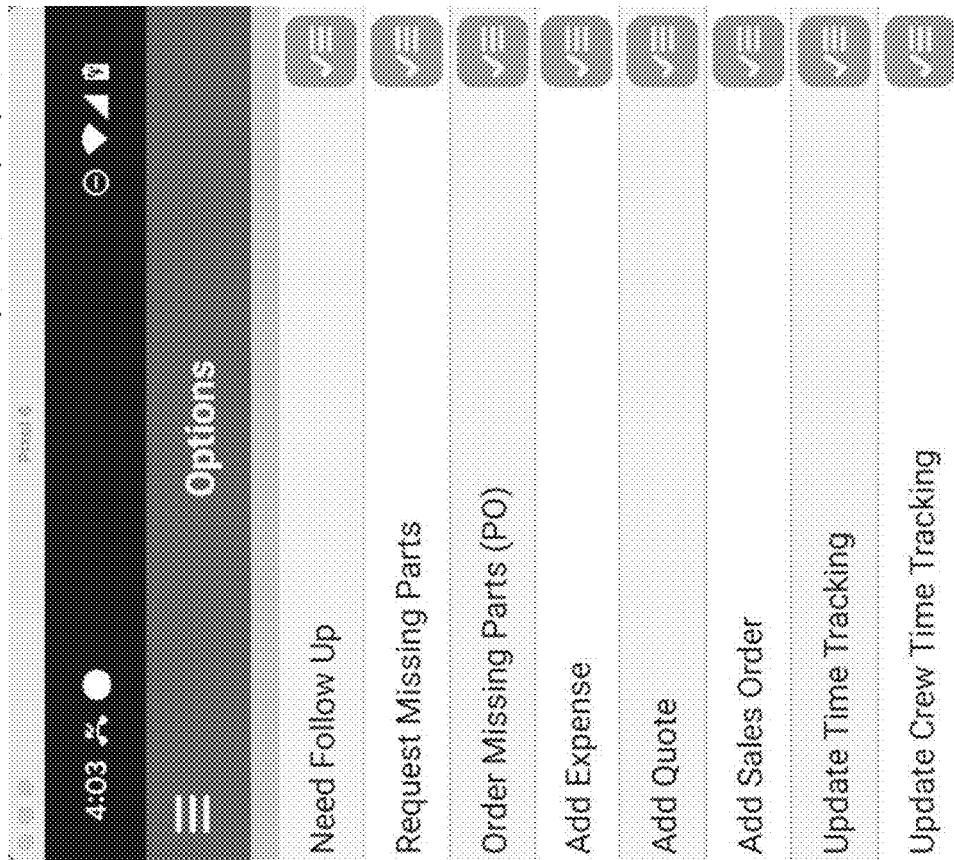 4:03
Options
Need Follow Up
Request Missing Parts
Order Missing Parts (PO)
Add Expense
Add Quote
Add Sales Order
Update Time Tracking
Update Crew Time Tracking